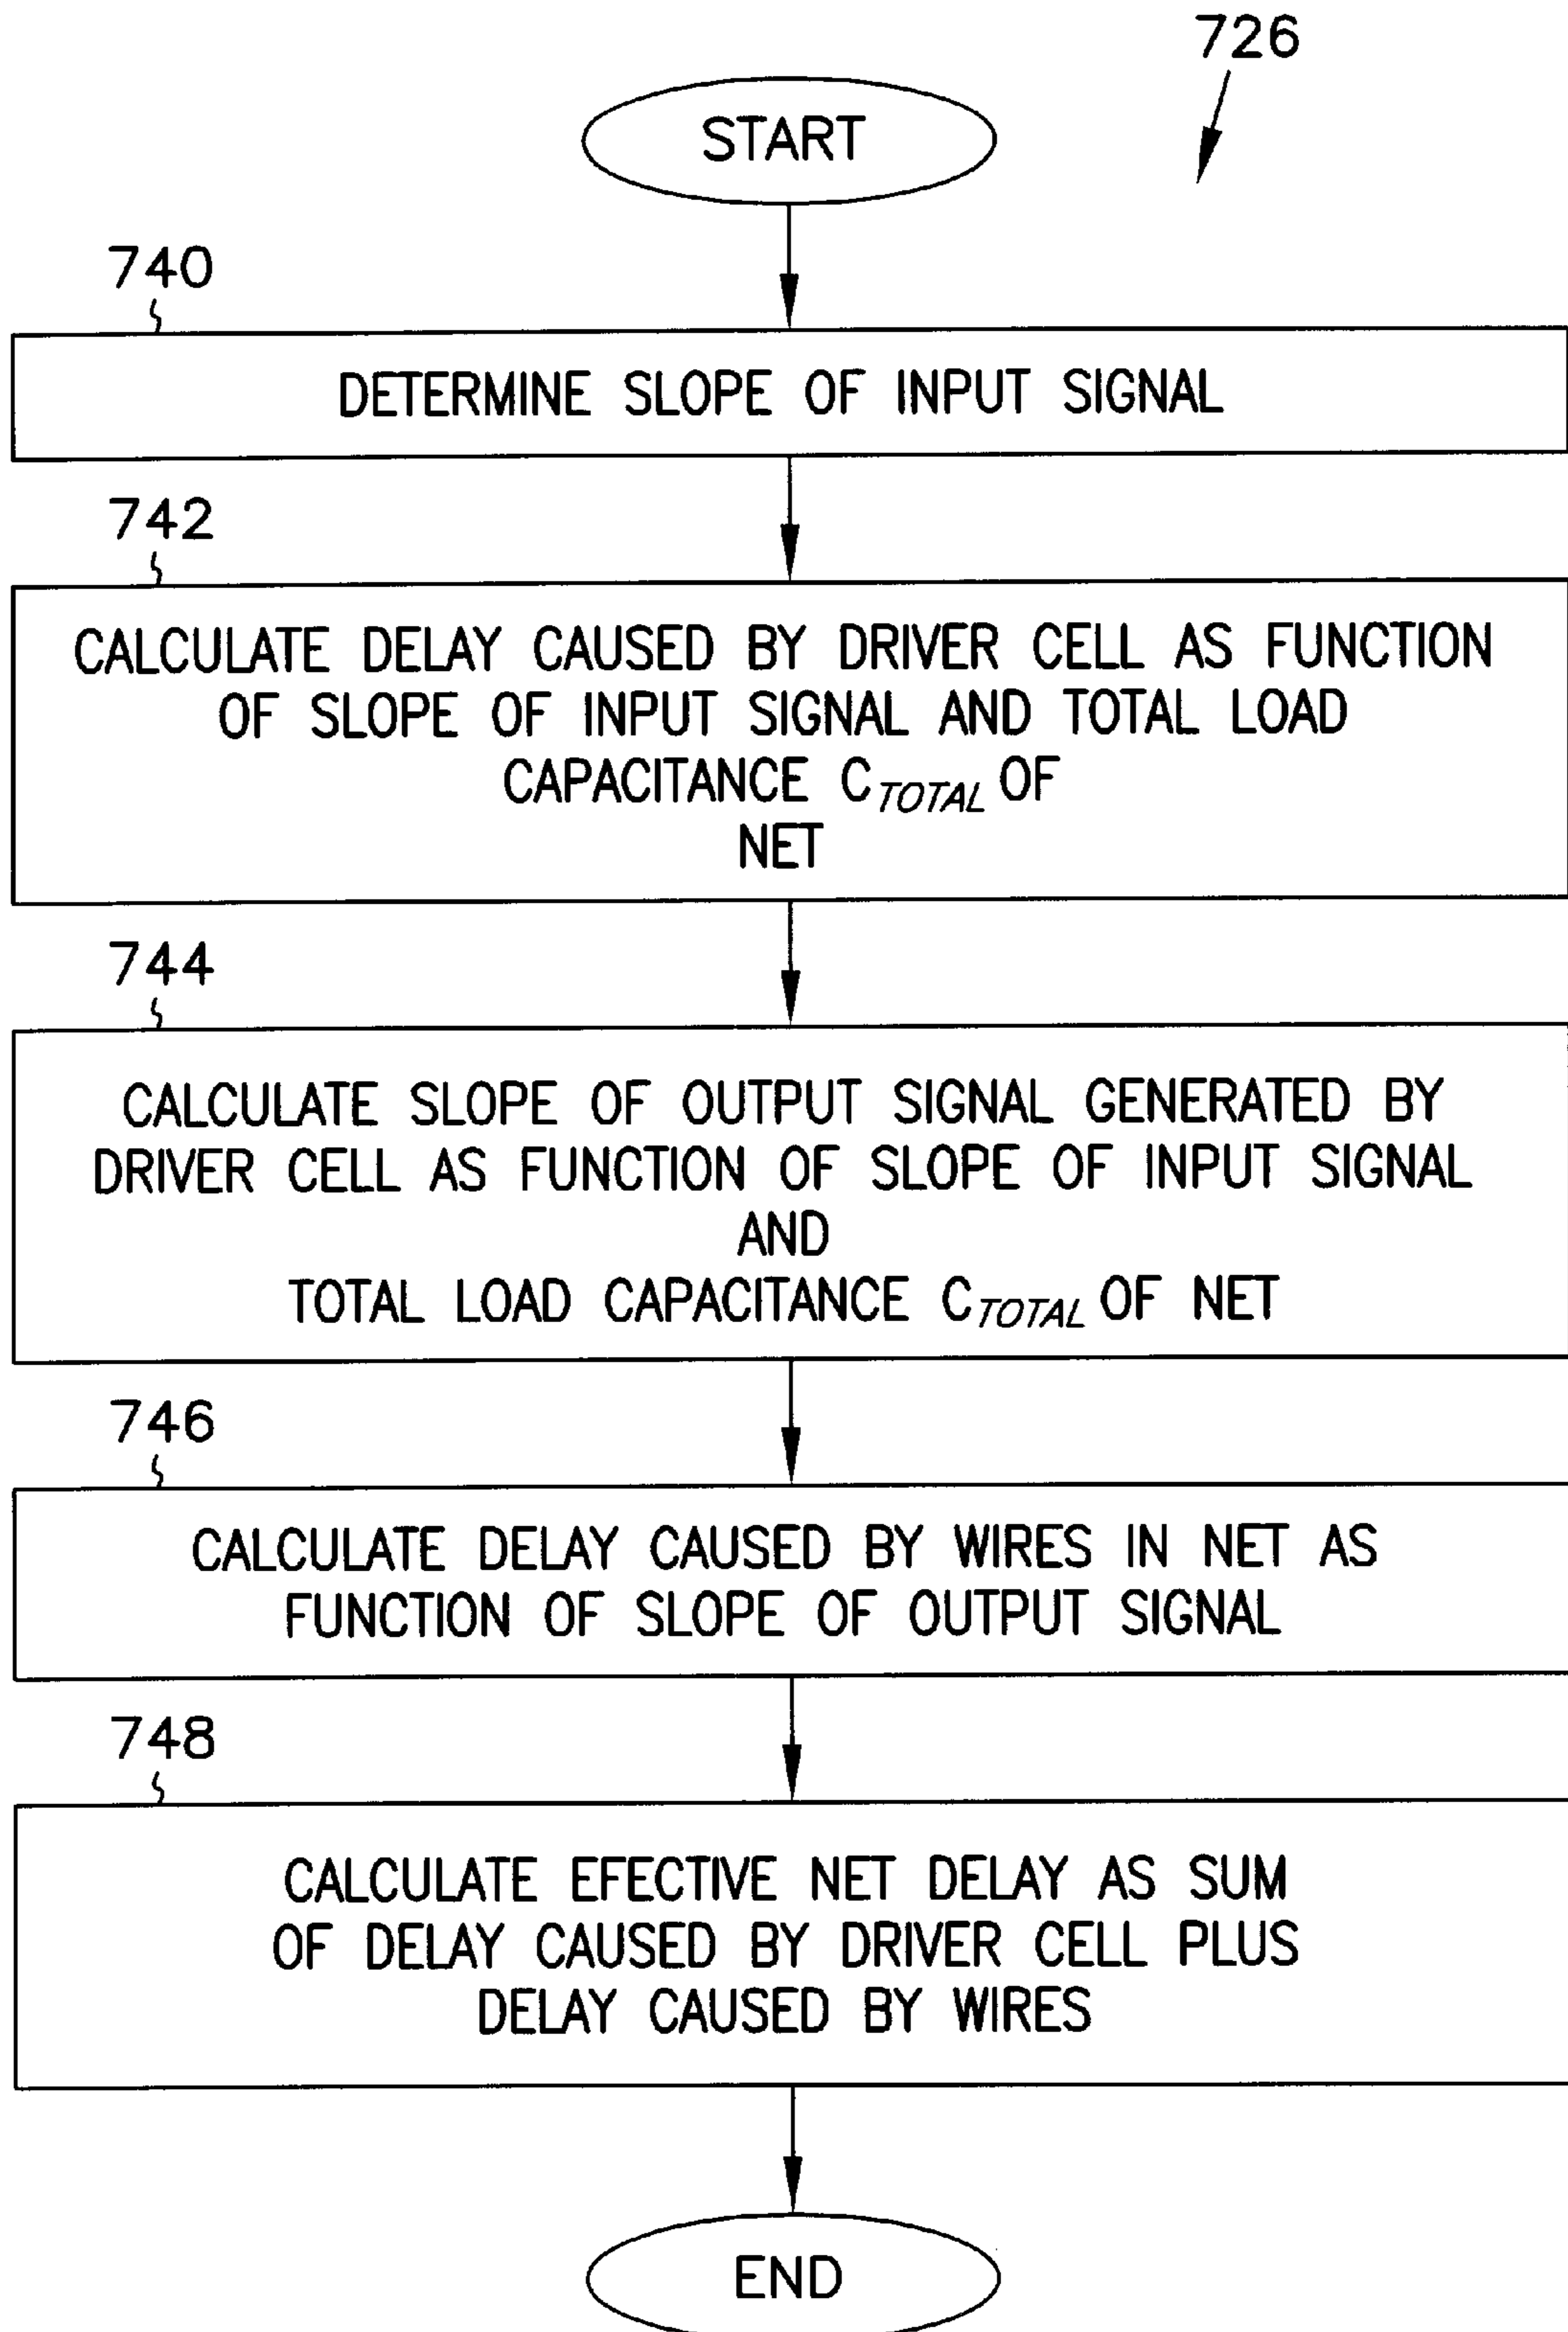 726
START
740
DETERMINE SLOPE OF INPUT SIGNAL
742
CALCULATE DELAY CAUSED BY DRIVER CELL AS FUNCTION
OF SLOPE OF INPUT SIGNAL AND TOTAL LOAD
CAPACITANCE C TOTAL OF
NET
744
CALCULATE SLOPE OF OUTPUT SIGNAL GENERATED BY
DRIVER CELL AS FUNCTION OF SLOPE OF INPUT SIGNAL
AND
TOTAL LOAD CAPACITANCE C TOTAL OF NET
746
CALCULATE DELAY CAUSED BY WIRES IN NET AS
FUNCTION OF SLOPE OF OUTPUT SIGNAL
748
CALCULATE EFECTIVE NET DELAY AS SUM
OF DELAY CAUSED BY DRIVER CELL PLUS
DELAY CAUSED BY WIRES
END